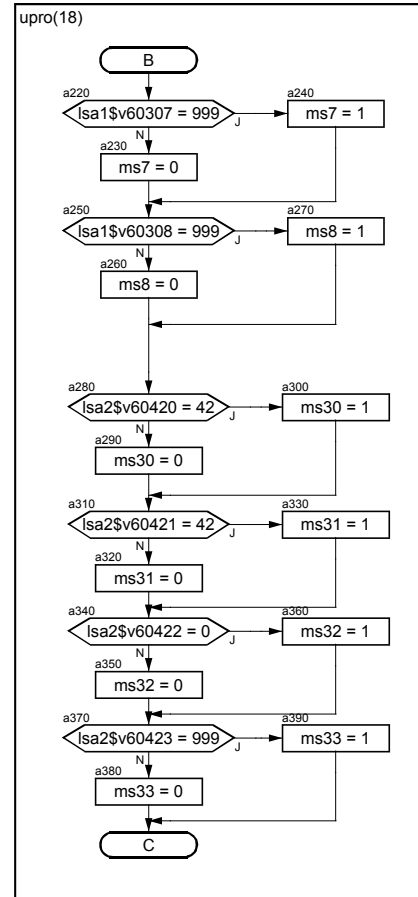 upro(18)
B
a220
lsa1$v60307 = 999
J
N
a240
ms7 = 1
a230
ms7 = 0
a250
lsa1$v60308 = 999
J
N
a270
ms8 = 1
a260
ms8 = 0
a280
lsa2$v60420 = 42
J
N
a300
ms30 = 1
a290
ms30 = 0
a310
lsa2$v60421 = 42
J
N
a330
ms31 = 1
a320
ms31 = 0
a340
lsa2$v60422 = 0
J
N
a360
ms32 = 1
a350
ms32 = 0
a370
lsa2$v60423 = 999
J
N
a390
ms33 = 1
a380
ms33 = 0
C